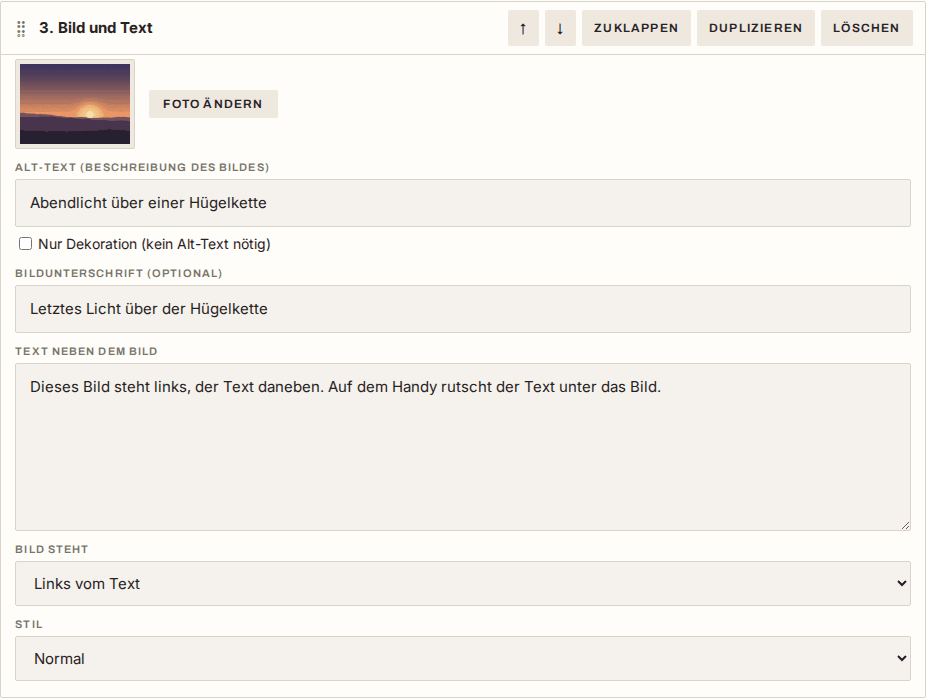 3. Bild und Text
↑ ↓ ZUKLAPPEN DUPLIZIEREN LÖSCHEN
FOTO ÄNDERN
ALT-TEXT (BESCHREIBUNG DES BILDES)
Abendlicht über einer Hügelkette
Nur Dekoration (kein Alt-Text nötig)
BILDUNTERSCHRIFT (OPTIONAL)
Letztes Licht über der Hügelkette
TEXT NEBEN DEM BILD
Dieses Bild steht links, der Text daneben. Auf dem Handy rutscht der Text unter das Bild.
BILD STEHT
Links vom Text
STIL
Normal